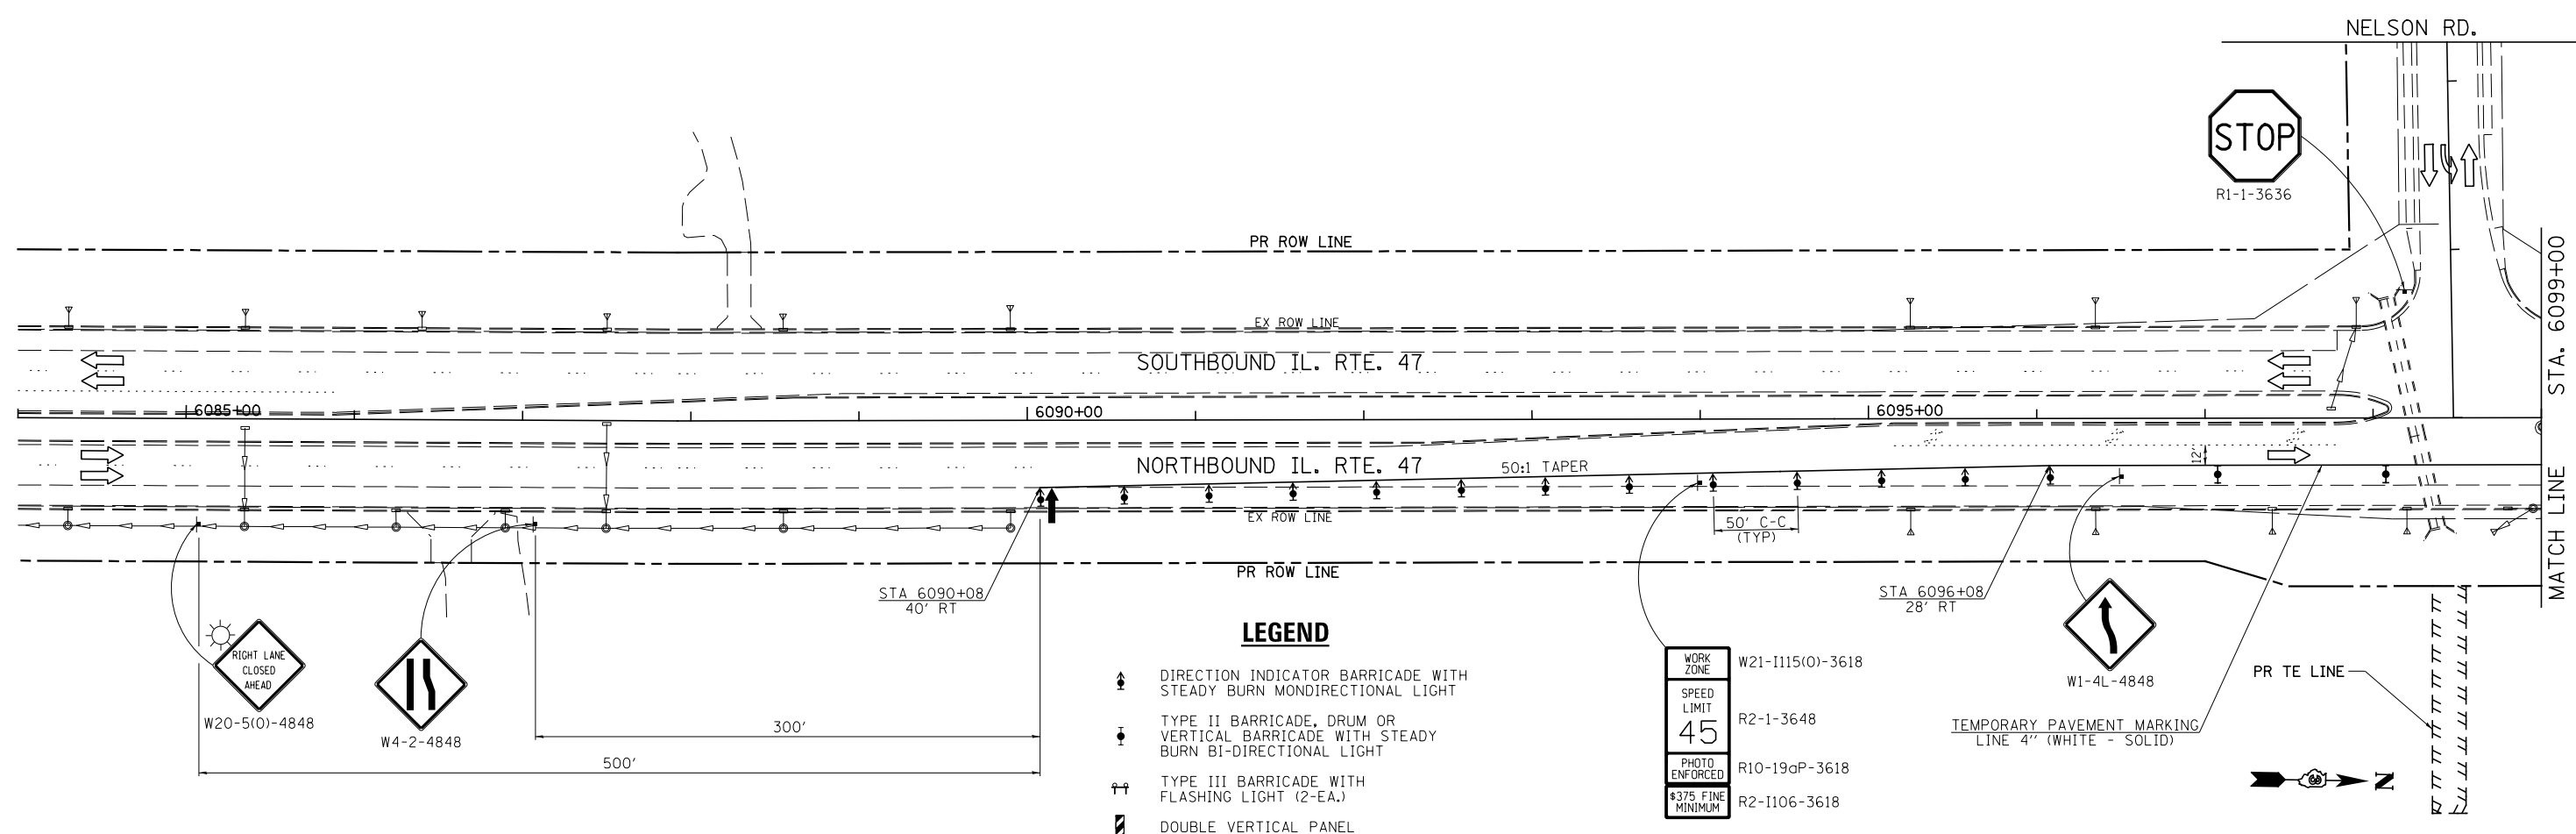 NELSON RD.
STOP
R1-1-3636
PR ROW LINE
STA. 6099+00
MATCH LINE
EX ROW LINE
SOUTHBOUND IL. RTE. 47
6085+00
6090+00
6095+00
NORTHBOUND IL. RTE. 47
50:1 TAPER
12'
EX ROW LINE
50' C-C
(TYP)
PR ROW LINE
STA 6090+08
40' RT
STA 6096+08
28' RT
RIGHT LANE
CLOSED
AHEAD
W20-5(O)-4848
W4-2-4848
300'
500'
LEGEND
DIRECTION INDICATOR BARRICADE WITH
STEADY BURN MONDIRECTIONAL LIGHT
TYPE II BARRICADE, DRUM OR
VERTICAL BARRICADE WITH STEADY
BURN BI-DIRECTIONAL LIGHT
TYPE III BARRICADE WITH
FLASHING LIGHT (2-EA.)
DOUBLE VERTICAL PANEL
WORK
ZONE
W21-I115(O)-3618
SPEED
LIMIT
45
R2-1-3648
PHOTO
ENFORCED
R10-19aP-3618
$375 FINE
MINIMUM
R2-I106-3618
W1-4L-4848
TEMPORARY PAVEMENT MARKING
LINE 4'' (WHITE - SOLID)
PR TE LINE
N